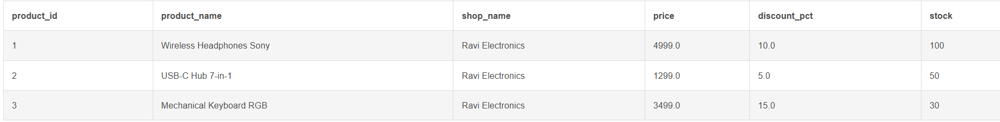 product_id product_name shop_name price discount_pct stock
1 Wireless Headphones Sony Ravi Electronics 4999.0 10.0 100
2 USB-C Hub 7-in-1 Ravi Electronics 1299.0 5.0 50
3 Mechanical Keyboard RGB Ravi Electronics 3499.0 15.0 30